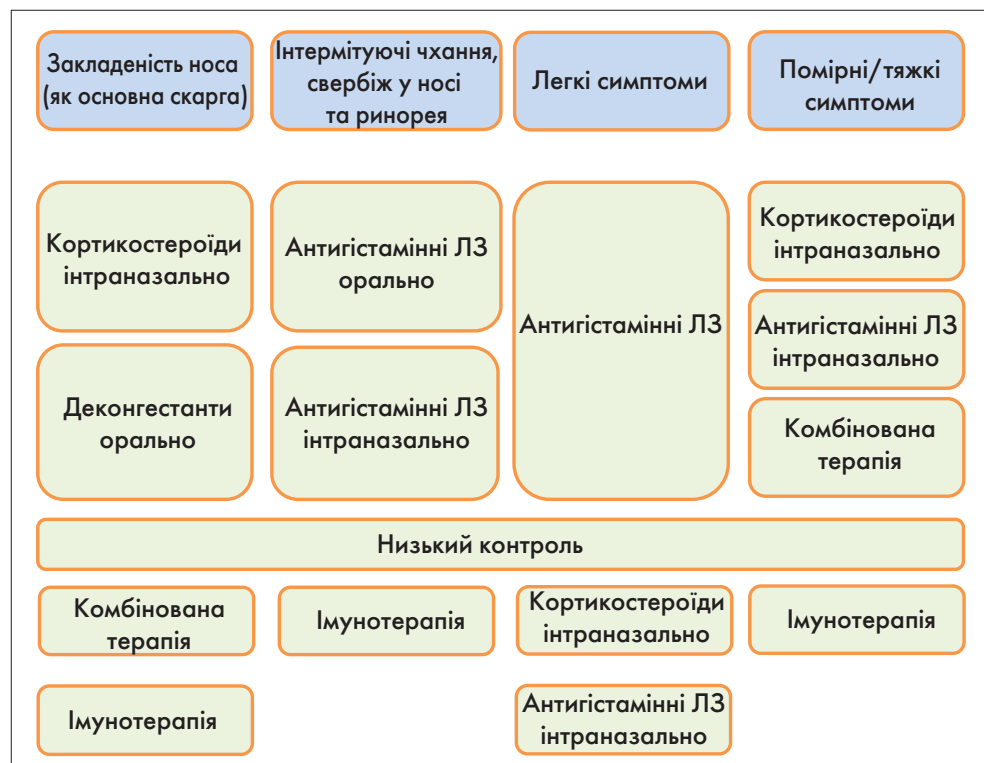 Закладеність носа
(як основна скарга)
Інтермітуючі чхання,
свербіж у носі
та ринорея
Легкі симптоми
Помірні/тяжкі
симптоми
Кортикостероїди
інтраназально
Антигістамінні ЛЗ
орально
Антигістамінні ЛЗ
Кортикостероїди
інтраназально
Антигістамінні ЛЗ
інтраназально
Деконгестанти
орально
Антигістамінні ЛЗ
інтраназально
Комбінована
терапія
Низький контроль
Комбінована
терапія
Імунотерапія
Кортикостероїди
інтраназально
Імунотерапія
Імунотерапія
Антигістамінні ЛЗ
інтраназально